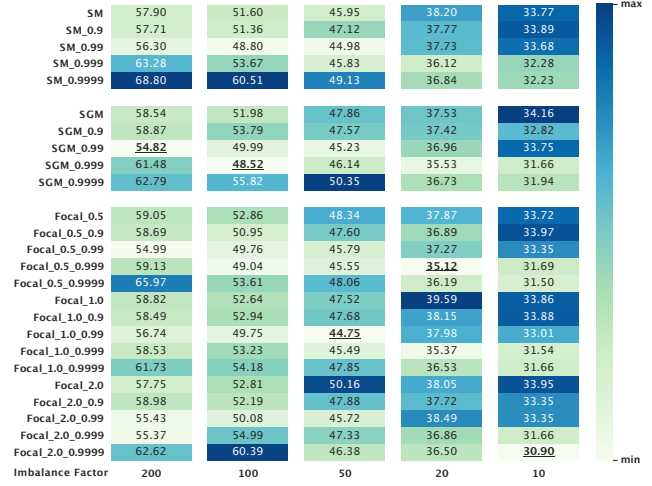 SM 57.90 51.60 45.95 38.20 33.77 max
SM_0.9 57.71 51.36 47.12 37.77 33.89
SM_0.99 56.30 48.80 44.98 37.73 33.68
SM_0.999 63.28 53.67 45.83 36.12 32.28
SM_0.9999 68.80 60.51 49.13 36.84 32.23
SGM 58.54 51.98 47.86 37.53 34.16
SGM_0.9 58.87 53.79 47.57 37.42 32.82
SGM_0.99 54.82 49.99 45.23 36.96 33.75
SGM_0.999 61.48 48.52 46.14 35.53 31.66
SGM_0.9999 62.79 55.82 50.35 36.73 31.94
Focal_0.5 59.05 52.86 48.34 37.87 33.72
Focal_0.5_0.9 58.69 50.95 47.60 36.89 33.97
Focal_0.5_0.99 54.99 49.76 45.79 37.27 33.35
Focal_0.5_0.999 59.13 49.04 45.55 35.12 31.69
Focal_0.5_0.9999 65.97 53.61 48.06 36.19 31.50
Focal_1.0 58.82 52.64 47.52 39.59 33.86
Focal_1.0_0.9 58.49 52.94 47.68 38.15 33.88
Focal_1.0_0.99 56.74 49.75 44.75 37.98 33.01
Focal_1.0_0.999 58.53 53.23 45.49 35.37 31.54
Focal_1.0_0.9999 61.73 54.18 47.85 36.53 31.66
Focal_2.0 57.75 52.81 50.16 38.05 33.95
Focal_2.0_0.9 58.98 52.19 47.88 37.72 33.35
Focal_2.0_0.99 55.43 50.08 45.72 38.49 33.35
Focal_2.0_0.999 55.37 54.99 47.33 36.86 31.66
Focal_2.0_0.9999 62.62 60.39 46.38 36.50 30.90 min
Imbalance Factor 200 100 50 20 10